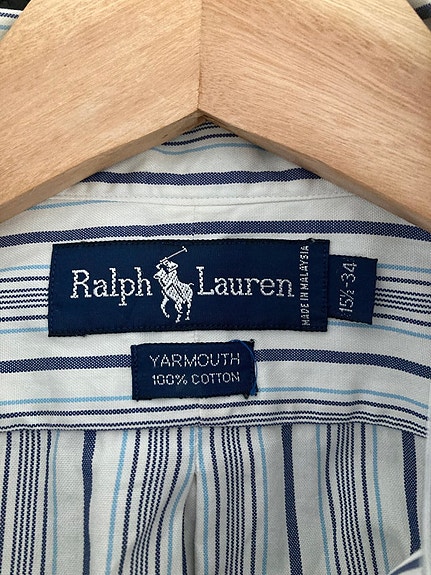 Ralph Lauren
MADE IN MALAYSIA
15½-34
YARMOUTH
100% COTTON